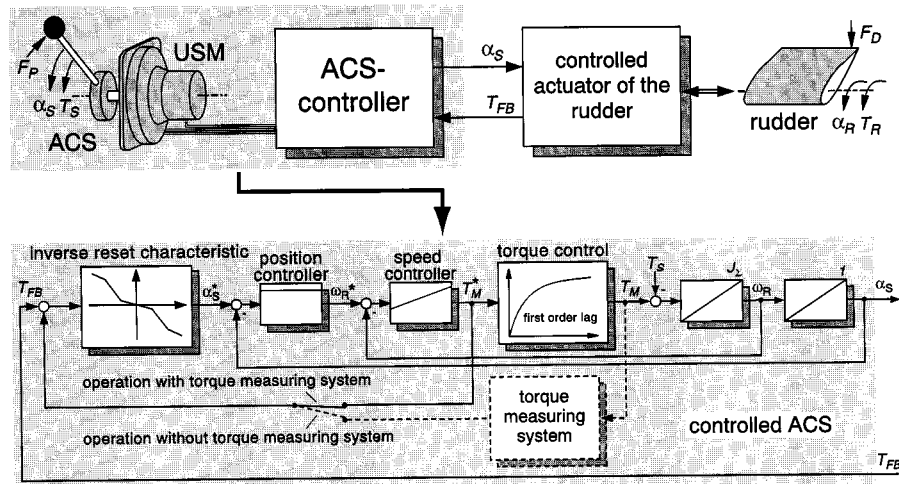 USM
F_P
α_S T_S
ACS
ACS-
controller
α_S
T_FB
controlled
actuator of the
rudder
F_D
rudder
α_R T_R
inverse reset characteristic
position
controller
speed
controller
torque control
T_FB
α_S*
-
ω_R*
-
T_M*
first order lag
T_M
T_S
-
J_Σ
ω_R
1
α_S
operation with torque measuring system
operation without torque measuring system
torque
measuring
system
controlled ACS
T_FB